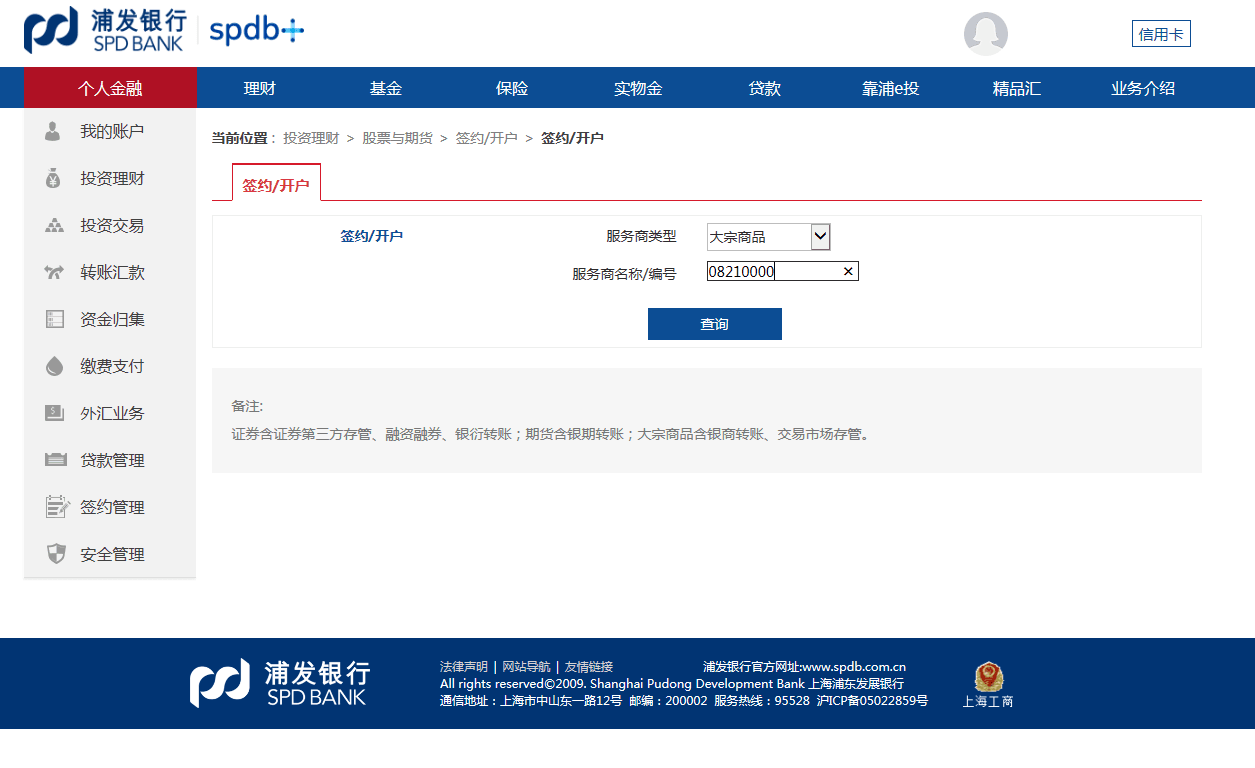 浦发银行
SPD BANK
spdb+
信用卡
个人金融 理财 基金 保险 实物金 贷款 靠浦e投 精品汇 业务介绍
我的账户
投资理财
投资交易
转账汇款
资金归集
缴费支付
外汇业务
贷款管理
签约管理
安全管理
当前位置： 投资理财 > 股票与期货 > 签约/开户 > 签约/开户
签约/开户
签约/开户 服务商类型 大宗商品
服务商名称/编号 08210000 ×
查询
备注:
证券含证券第三方存管、融资融券、银衍转账；期货含银期转账；大宗商品含银商转账、交易市场存管。
浦发银行
SPD BANK
法律声明 | 网站导航 | 友情链接 浦发银行官方网址:www.spdb.com.cn
All rights reserved©2009. Shanghai Pudong Development Bank 上海浦东发展银行
通信地址：上海市中山东一路12号 邮编：200002 服务热线：95528 沪ICP备05022859号
上海工商